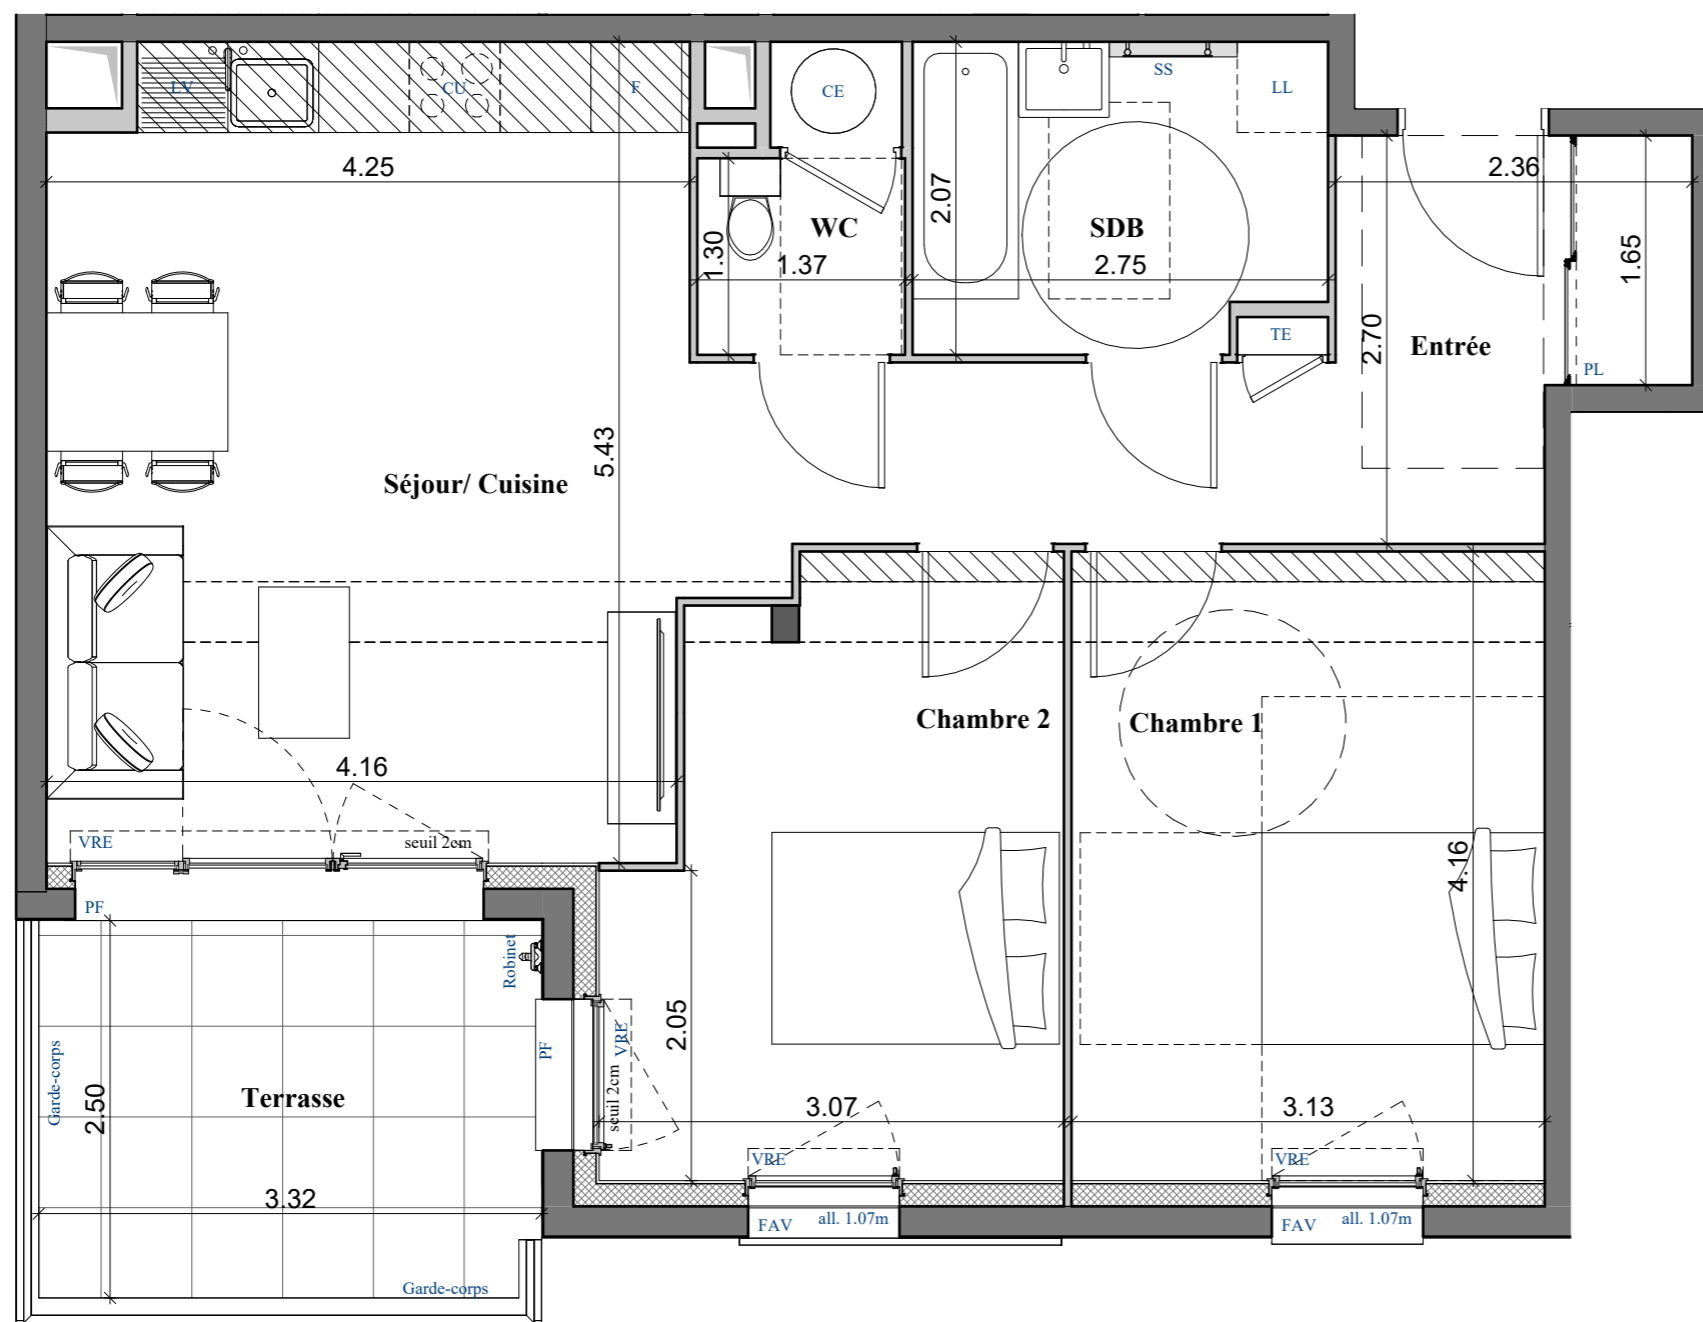 LV
CU
F
CE
SS
LL
4.25
2.36
WC
1.30
1.37
2.07
SDB
2.75
1.65
TE
2.70
Entrée
PL
5.43
Séjour/ Cuisine
Chambre 2
Chambre 1
4.16
VRE
seuil 2cm
4.16
PF
Robinet
2.05
PF
VRE
seuil 2cm
Garde-corps
2.50
Terrasse
3.07
3.13
VRE
VRE
3.32
FAV
all. 1.07m
FAV
all. 1.07m
Garde-corps